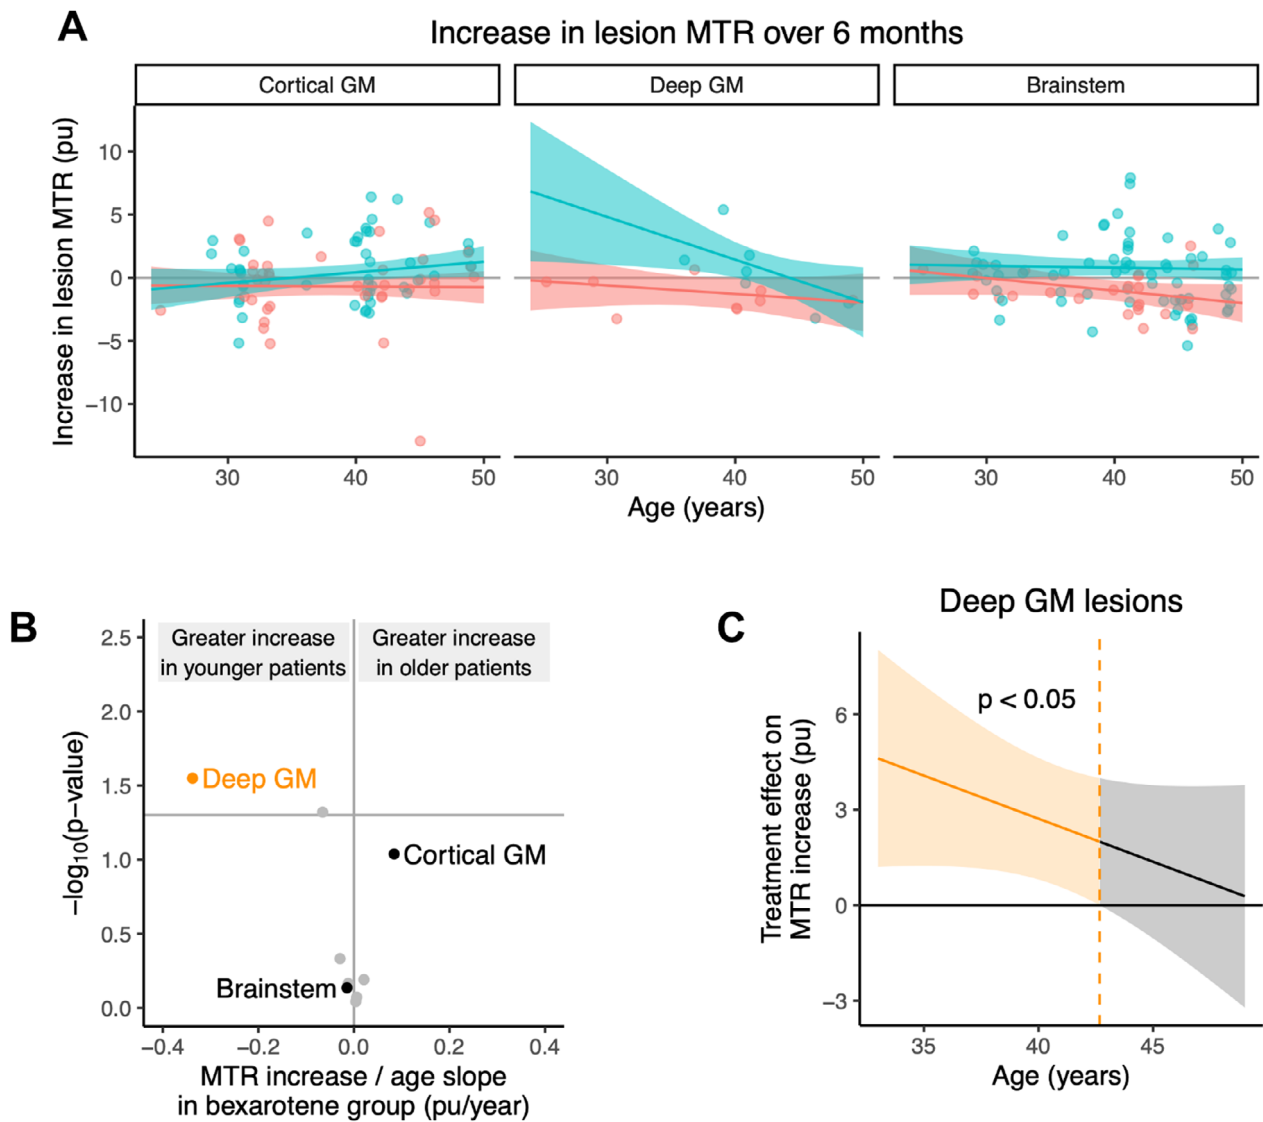 A
Increase in lesion MTR over 6 months
Cortical GM
Deep GM
Brainstem
Increase in lesion MTR (pu)
10
5
0
−5
−10
30
40
50
30
40
50
30
40
50
Age (years)
B
Greater increase
in younger patients
Greater increase
in older patients
−log10(p−value)
2.5
2.0
1.5
1.0
0.5
0.0
Deep GM
Cortical GM
Brainstem
−0.4
−0.2
0.0
0.2
0.4
MTR increase / age slope
in bexarotene group (pu/year)
C
Deep GM lesions
p < 0.05
Treatment effect on
MTR increase (pu)
6
3
0
−3
35
40
45
Age (years)